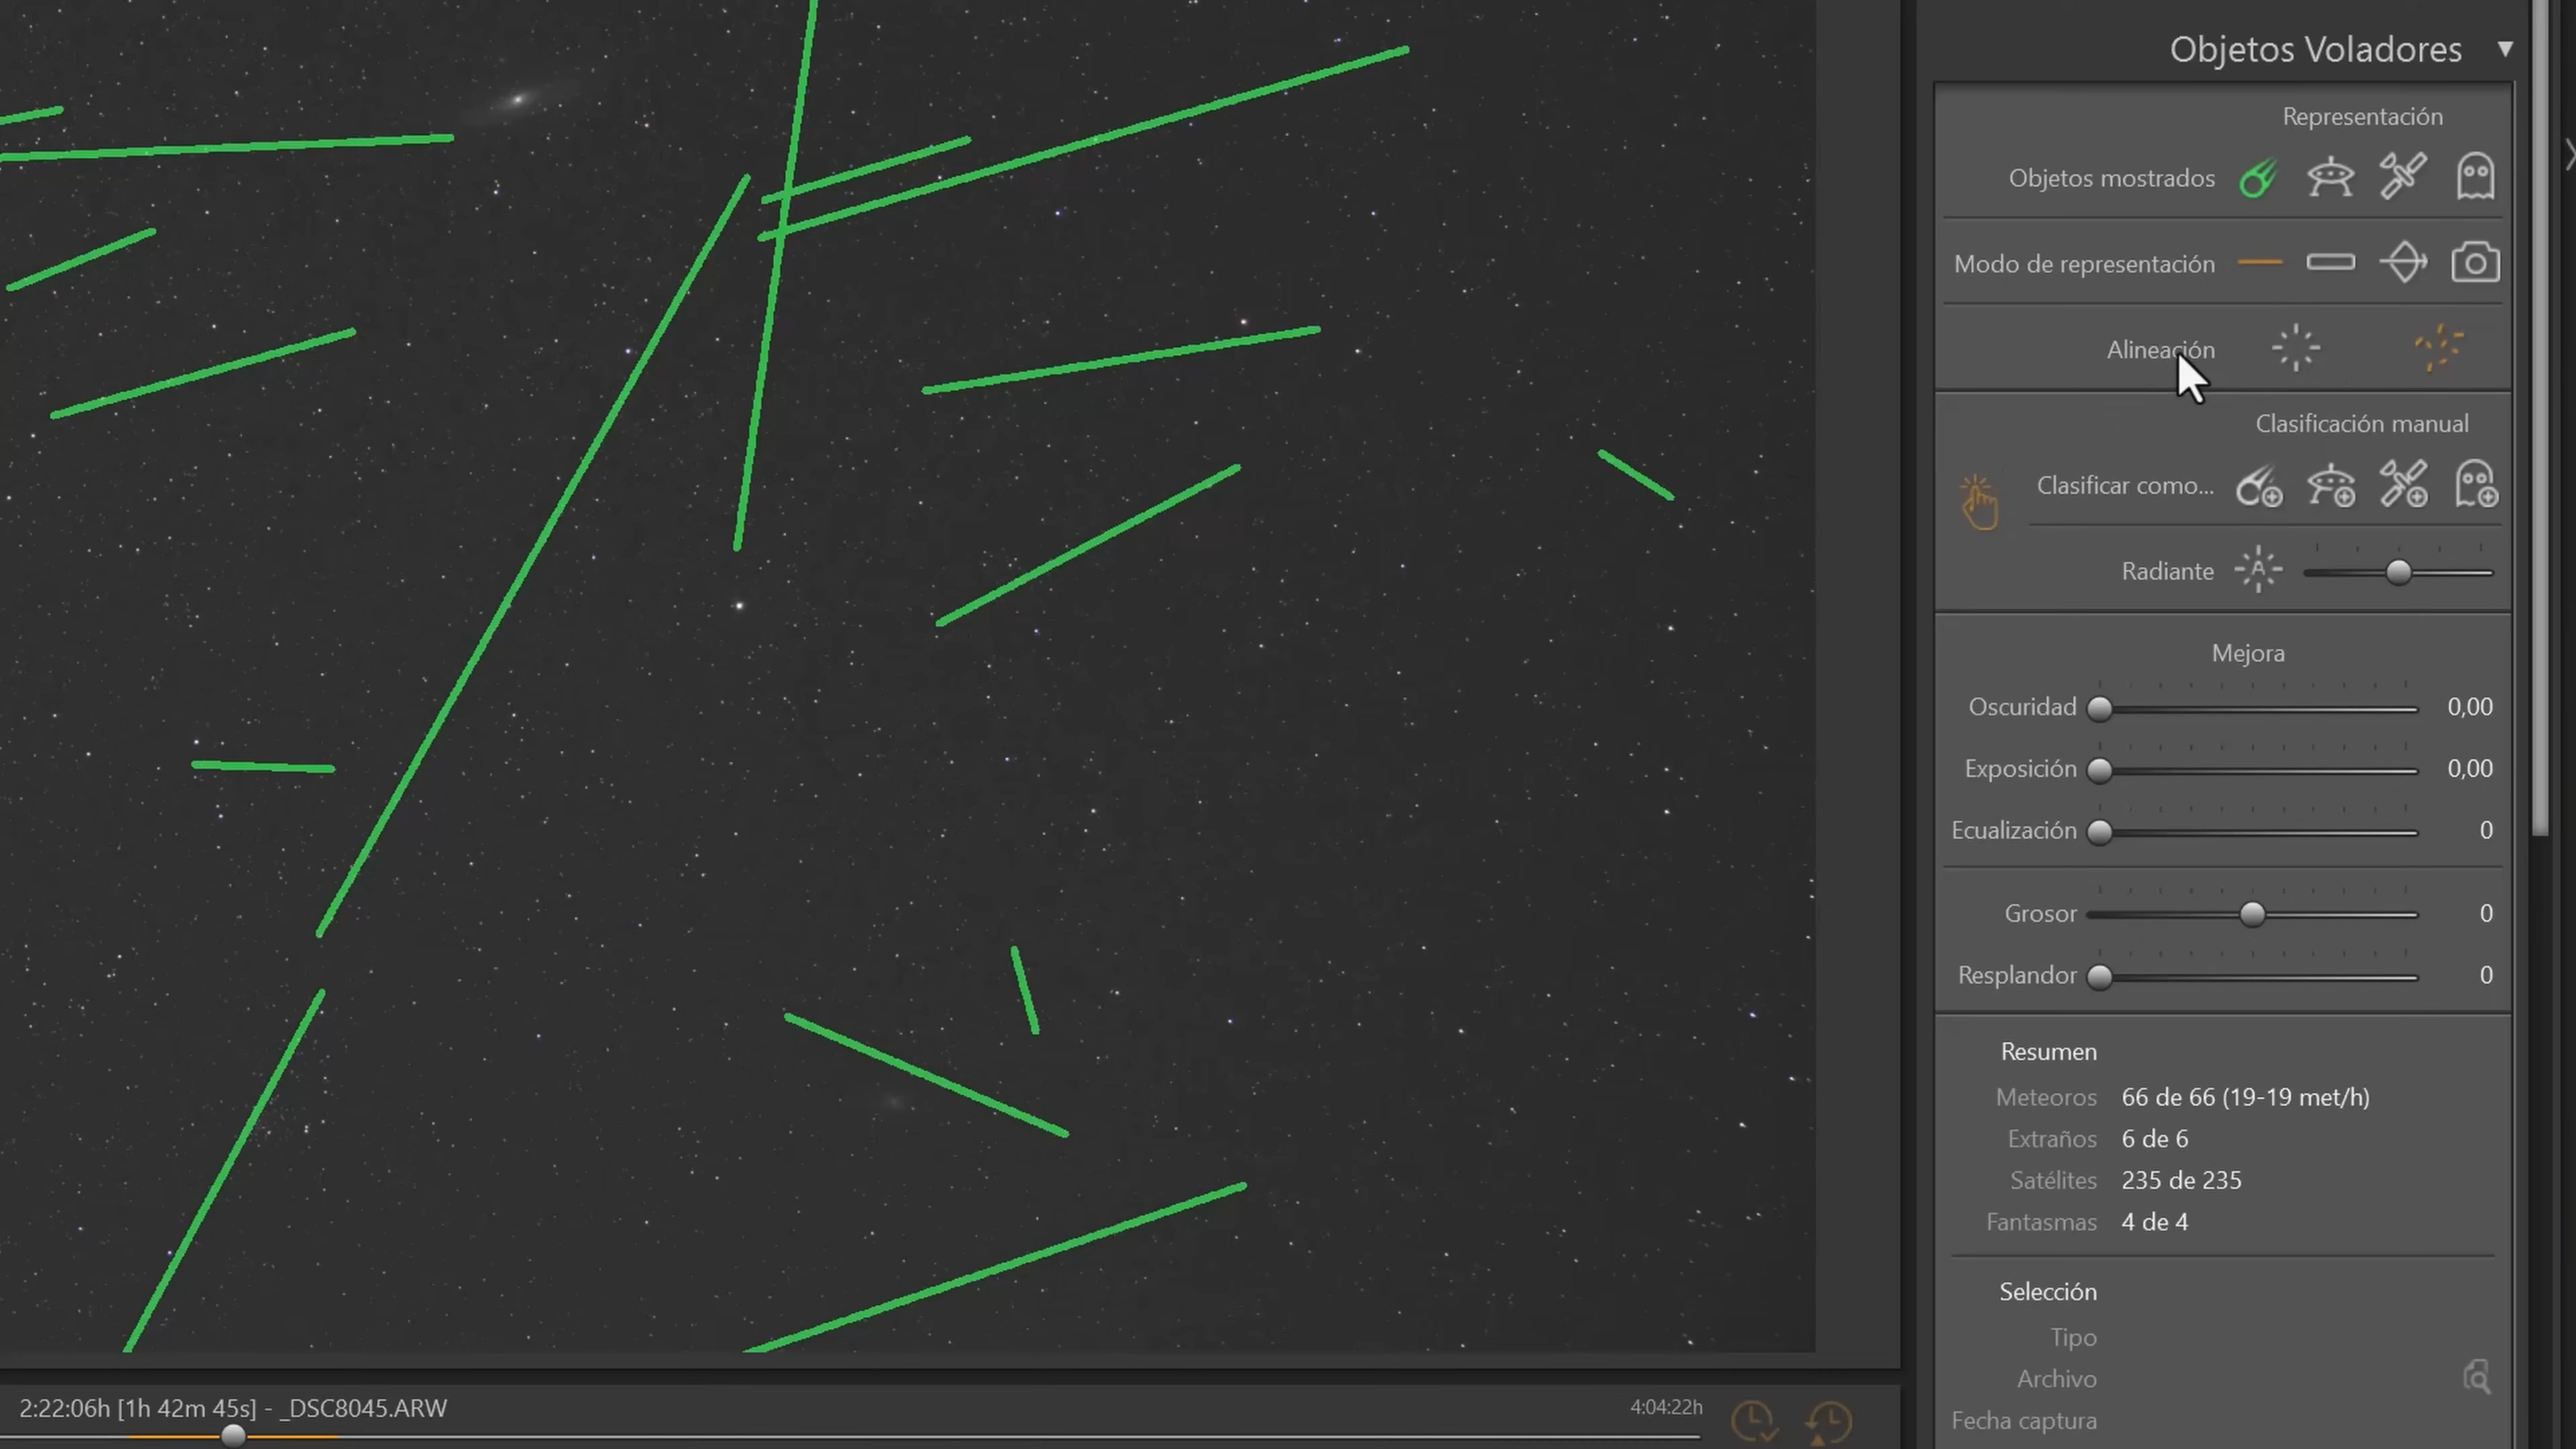 Objetos Voladores
Representación
Objetos mostrados
Modo de representación
Alineación
Clasificación manual
Clasificar como...
Radiante
A
Mejora
Oscuridad 0,00
Exposición 0,00
Ecualización 0
Grosor 0
Resplandor 0
Resumen
Meteoros 66 de 66 (19-19 met/h)
Extraños 6 de 6
Satélites 235 de 235
Fantasmas 4 de 4
Selección
Tipo
Archivo
Fecha captura
2:22:06h [1h 42m 45s] - _DSC8045.ARW
4:04:22h